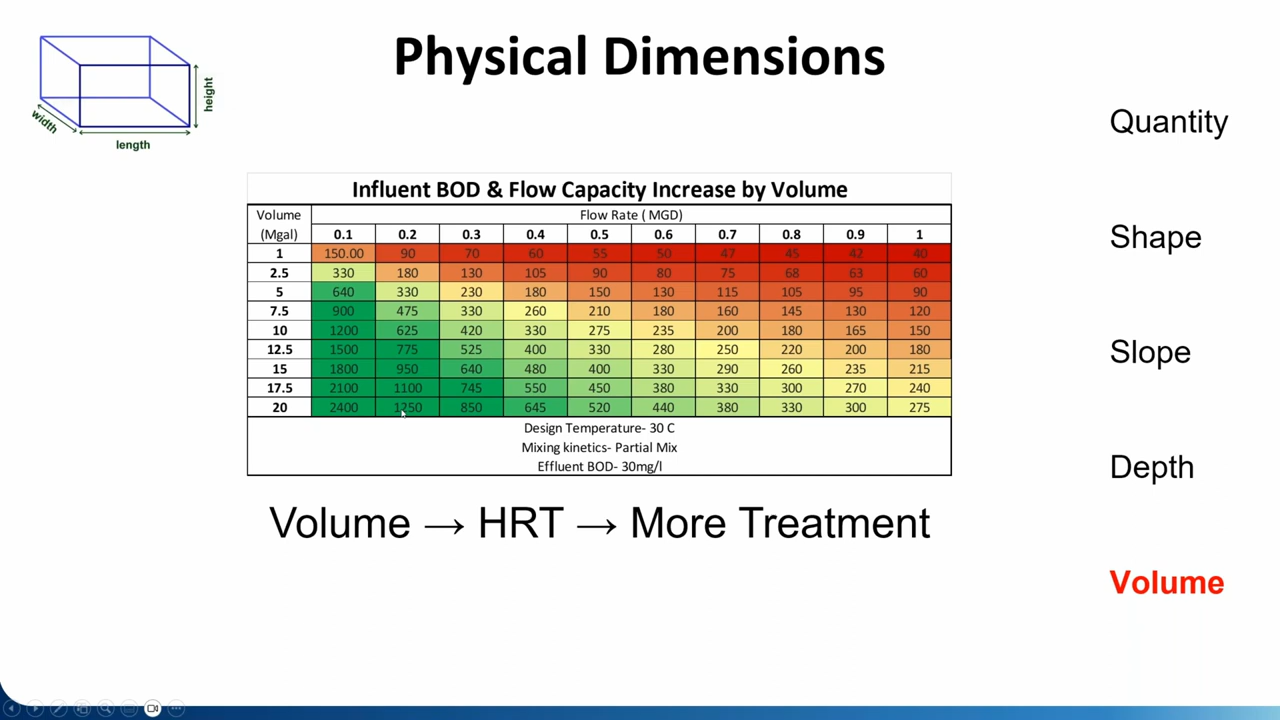 Physical Dimensions
width
length
height
Quantity
Shape
Slope
Depth
Volume
Influent BOD & Flow Capacity Increase by Volume
Volume (Mgal) Flow Rate ( MGD)
0.1 0.2 0.3 0.4 0.5 0.6 0.7 0.8 0.9 1
1 150.00 90 70 60 55 50 47 45 42 40
2.5 330 180 130 105 90 80 75 68 63 60
5 640 330 230 180 150 130 115 105 95 90
7.5 900 475 330 260 210 180 160 145 130 120
10 1200 625 420 330 275 235 200 180 165 150
12.5 1500 775 525 400 330 280 250 220 200 180
15 1800 950 640 480 400 330 290 260 235 215
17.5 2100 1100 745 550 450 380 330 300 270 240
20 2400 1250 850 645 520 440 380 330 300 275
Design Temperature- 30 C
Mixing kinetics- Partial Mix
Effluent BOD- 30mg/l
Volume → HRT → More Treatment